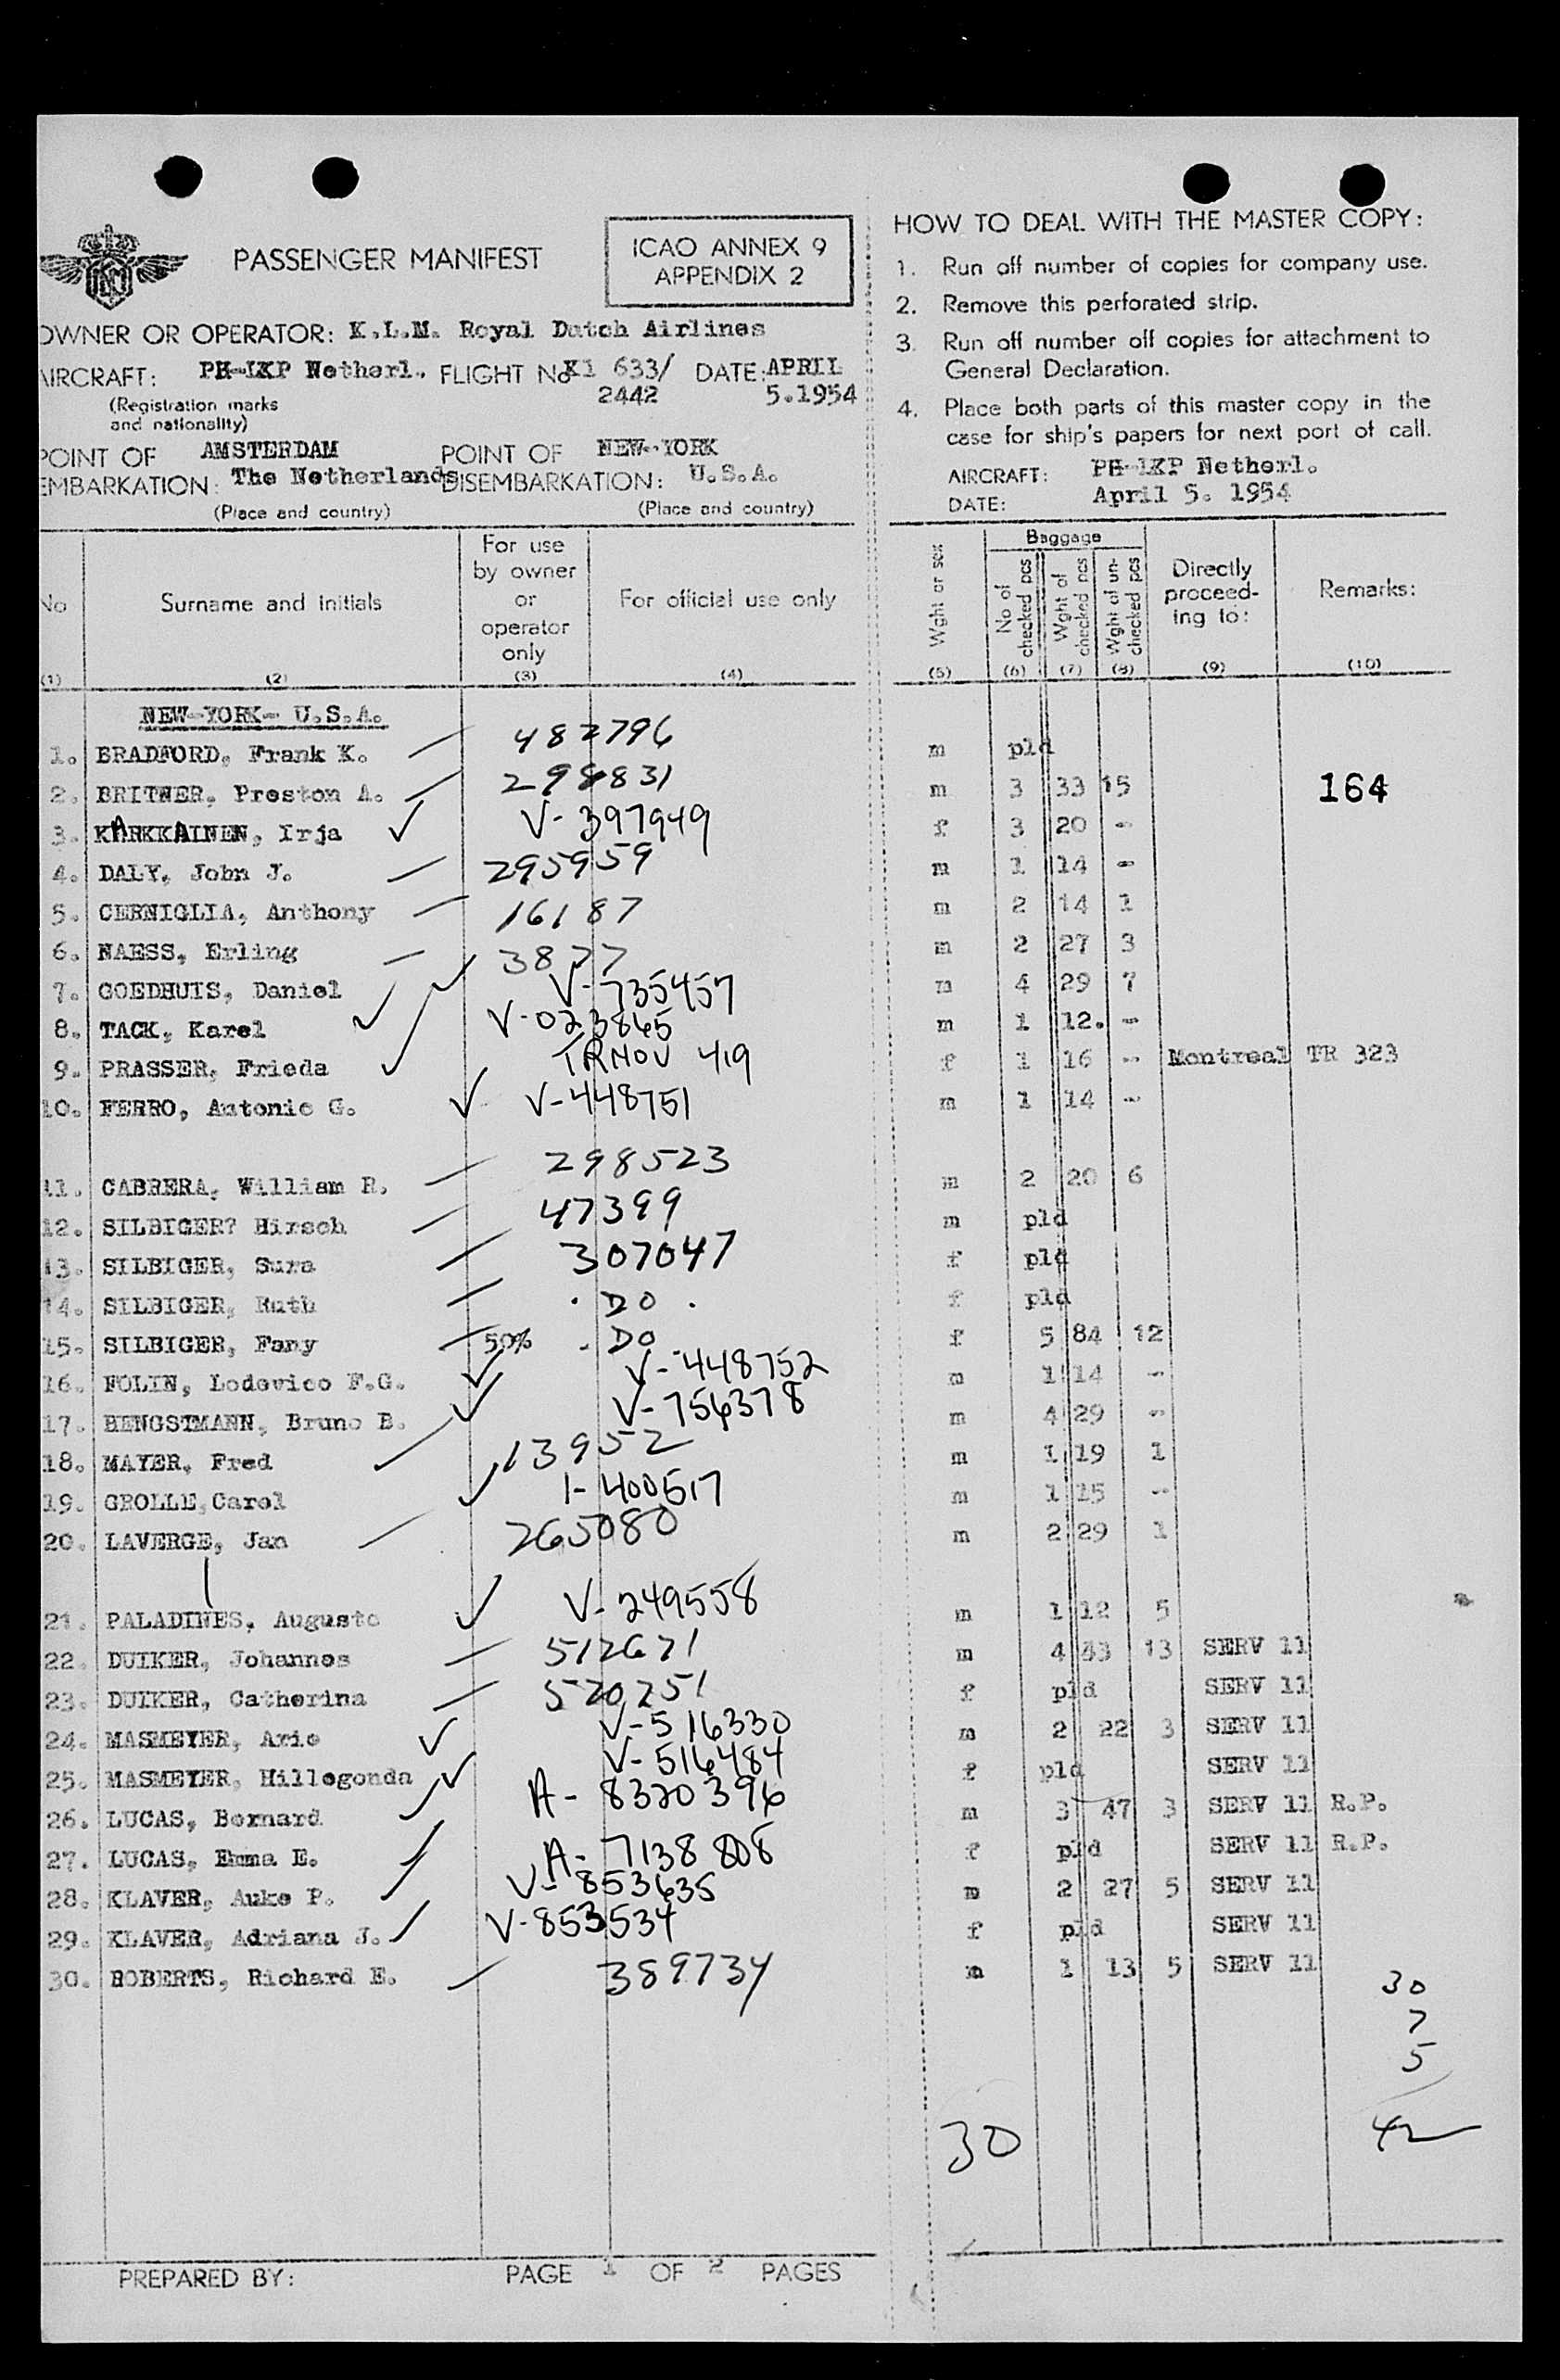 PASSENGER MANIFEST
ICAO ANNEX 9
APPENDIX 2
OWNER OR OPERATOR: K.L.M. Royal Dutch Airlines
AIRCRAFT: PH-LKP Netherl. FLIGHT No Kl 633/ DATE: APRIL
(Registration marks 2442 5.1954
and nationality)
POINT OF AMSTERDAM POINT OF NEW-YORK
EMBARKATION: The Netherlands DISEMBARKATION: U.S.A.
(Place and country) (Place and country)
HOW TO DEAL WITH THE MASTER COPY:
1. Run off number of copies for company use.
2. Remove this perforated strip.
3. Run off number off copies for attachment to
General Declaration.
4. Place both parts of this master copy in the
case for ship's papers for next port of call.
AIRCRAFT: PH-LKP Netherl.
DATE: April 5. 1954
No
(1)
Surname and initials
(2)
For use
by owner
or
operator
only
(3)
For official use only
(4)
Wght or sex
(5)
Baggage
No of
checked pcs
(6)
Wght of
checked pcs
(7)
Wght of un-
checked pcs
(8)
Directly
proceed-
ing to:
(9)
Remarks:
(10)
NEW-YORK- U.S.A.
1. BRADFORD, Frank K. — 482796 m pld
2. BRITNER, Preston A. — 298831 m 3 33 15 164
3. KARKKAINEN, Irja ✓ V-397949 f 3 20 -
4. DALY, John J. — 295959 m 1 14 -
5. CERNIGLIA, Anthony — 16187 m 2 14 1
6. NAESS, Erling — 3877 m 2 27 3
7. GOEDHUIS, Daniel ✓ V-735457 m 4 29 7
8. TACK, Karel ✓ V-023865 m 1 12. -
9. PRASSER, Frieda ✓ TRNOV 419 f 1 16 - Montreal TR 323
10. FERRO, Antonio G. ✓ V-448751 m 1 14 -
11. CABRERA, William R. — 298523 m 2 20 6
12. SILBIGER? Hirsch — 47399 m pld
13. SILBIGER, Sura — 307047 f pld
14. SILBIGER, Ruth — . DO . f pld
15. SILBIGER, Fany — 50% . DO f 5 84 12
16. FOLIN, Lodovico F.G. ✓ V-448752 m 1 14 -
17. HENGSTMANN, Bruno B. ✓ V-756378 m 4 29 -
18. MAYER, Fred — 13952 m 1 19 1
19. GROLLE, Carel ✓ 1-400517 m 1 15 -
20. LAVERGE, Jan — 265080 m 2 29 1
21. PALADINES, Augusto ✓ V-249558 m 1 12 5
22. DUIKER, Johannes — 512671 m 4 43 13 SERV 11
23. DUIKER, Catherina — 520251 f pld SERV 11
24. MASMEYER, Arie ✓ V-516330 m 2 22 3 SERV 11
25. MASMEYER, Hillegonda ✓ V-516484 f pld SERV 11
26. LUCAS, Bernard ✓ A-8320396 m 3 47 3 SERV 11 R.P.
27. LUCAS, Emma E. ✓ A-7138808 f pld SERV 11 R.P.
28. KLAVER, Auke P. ✓ V-853635 m 2 27 5 SERV 11
29. KLAVER, Adriana J. ✓ V-853534 f pld SERV 11
30. ROBERTS, Richard E. — 389734 m 1 13 5 SERV 11
30
7
5
42
30
PREPARED BY: PAGE 1 OF 2 PAGES